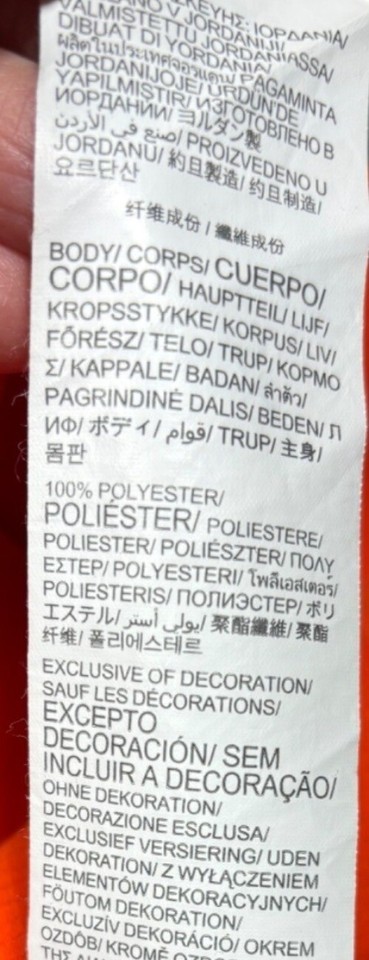 ΚΕΥΗΣ: ΙΟΡΔΑΝΙΑ/
V JORDÁNIJI/
VALMISTETTU JORDANIASSA/
DIBUAT DI YORDANIA/
ผลิตในประเทศจอร์แดน/ PAGAMINTA
JORDANIJOJE/ ÜRDÜN'DE
YAPILMIŞTIR/ ИЗГОТОВЛЕНО В
ИОРДАНИИ/ ヨルダン製
صنع في الأردن/ PROIZVEDENO U
JORDANU/ 約旦製造/ 约旦制造/
요르단산
纤维成份 / 纖維成份
BODY/ CORPS/ CUERPO/
CORPO/ HAUPTTEIL/ LIJF/
KROPSSTYKKE/ KORPUS/ LIV/
FŐRÉSZ/ TELO/ TRUP/ ΚΟΡΜΟ
Σ/ KAPPALE/ BADAN/ ลำตัว/
PAGRINDINĖ DALIS/ BEDEN/ Л
ИФ/ ボディ/ قوام/ TRUP/ 主身/
몸판
100% POLYESTER/
POLIÉSTER/ POLIESTERE/
POLIESTER/ POLIÉSZTER/ ΠΟΛΥ
ΕΣΤΕΡ/ POLYESTERI/ โพลีเอสเตอร์/
POLIESTERIS/ ПОЛИЭСТЕР/ ポリ
エステル/ يولي أستر/ 聚酯纖維/ 聚酯
纤维/ 폴리에스테르
EXCLUSIVE OF DECORATION/
SAUF LES DÉCORATIONS/
EXCEPTO
DECORACIÓN/ SEM
INCLUIR A DECORAÇÃO/
OHNE DEKORATION/
DECORAZIONE ESCLUSA/
EXCLUSIEF VERSIERING/ UDEN
DEKORATION/ Z WYŁĄCZENIEM
ELEMENTÓW DEKORACYJNYCH/
FÖUTOM DEKORATION/
EXCLUZÍV DEKORÁCIÓ/ OKREM
OZDÔB/ KROMĚ
ΤΗΣ